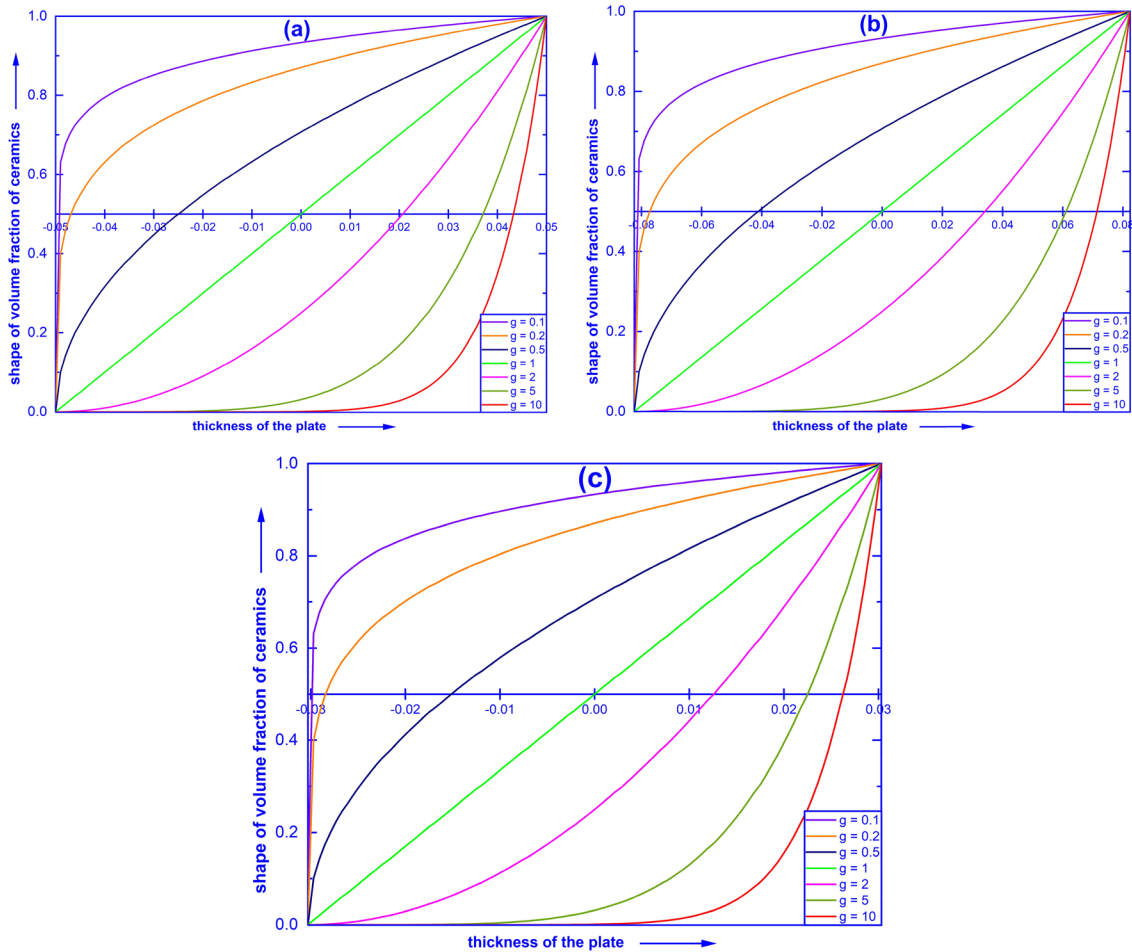 (a)
1.0
0.8
0.6
0.4
0.2
0.0
-0.05 -0.04 -0.03 -0.02 -0.01 0.00 0.01 0.02 0.03 0.04 0.05
shape of volume fraction of ceramics
thickness of the plate
g = 0.1
g = 0.2
g = 0.5
g = 1
g = 2
g = 5
g = 10
(b)
1.0
0.8
0.6
0.4
0.2
0.0
-0.08 -0.06 -0.04 -0.02 0.00 0.02 0.04 0.06 0.08
shape of volume fraction of ceramics
thickness of the plate
g = 0.1
g = 0.2
g = 0.5
g = 1
g = 2
g = 5
g = 10
(c)
1.0
0.8
0.6
0.4
0.2
0.0
-0.03 -0.02 -0.01 0.00 0.01 0.02 0.03
shape of volume fraction of ceramics
thickness of the plate
g = 0.1
g = 0.2
g = 0.5
g = 1
g = 2
g = 5
g = 10